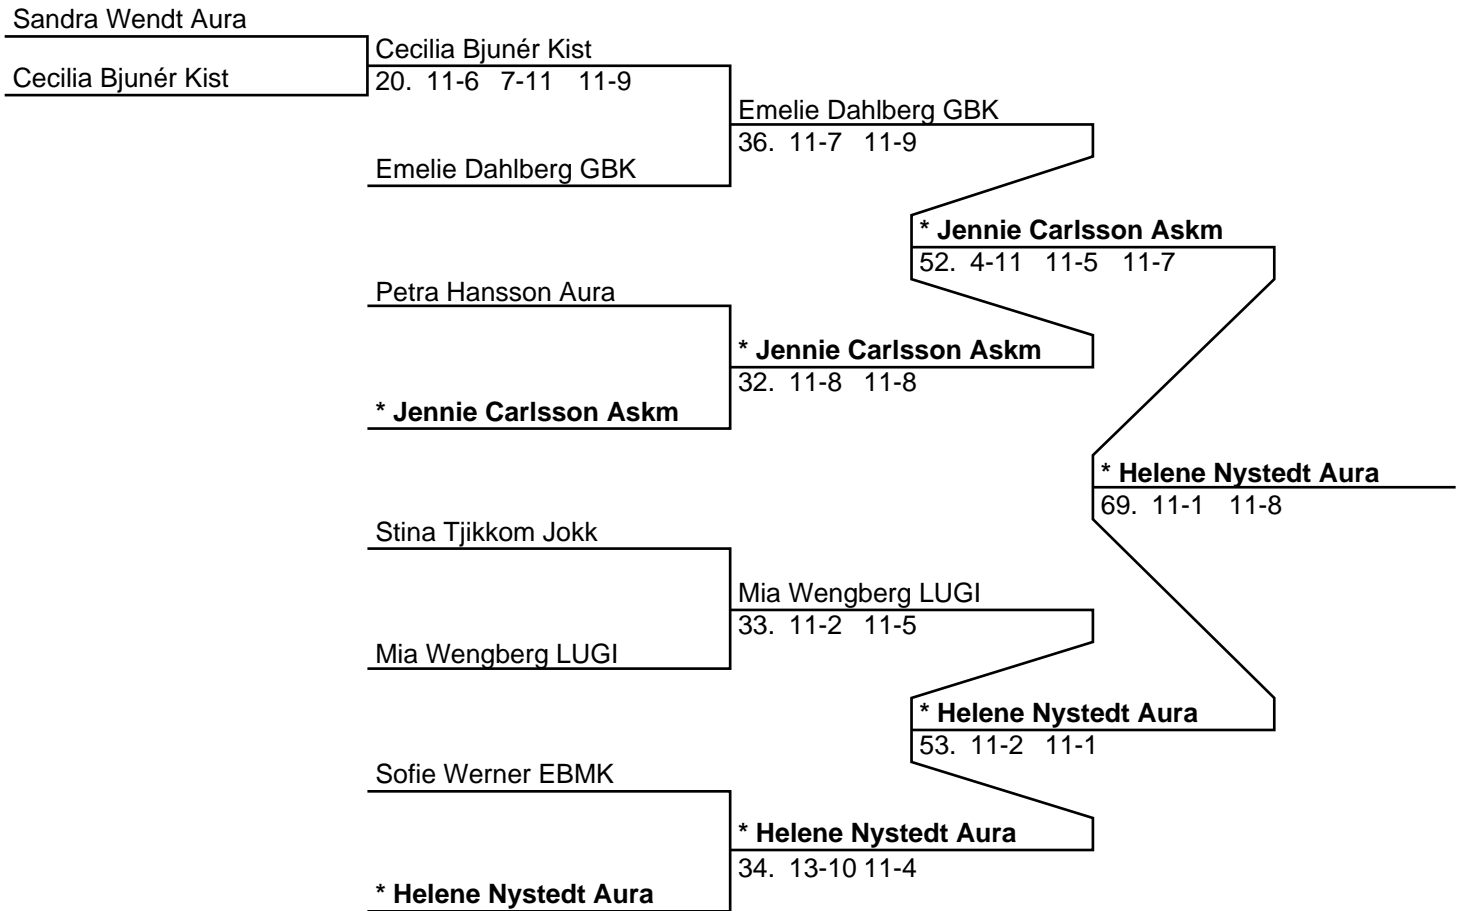 Sandra Wendt Aura
Cecilia Bjunér Kist
20. 11-6 7-11 11-9
Cecilia Bjunér Kist
Emelie Dahlberg GBK
36. 11-7 11-9
Emelie Dahlberg GBK
* Jennie Carlsson Askm
52. 4-11 11-5 11-7
Petra Hansson Aura
* Jennie Carlsson Askm
32. 11-8 11-8
* Jennie Carlsson Askm
* Helene Nystedt Aura
69. 11-1 11-8
Stina Tjikkom Jokk
Mia Wengberg LUGI
33. 11-2 11-5
Mia Wengberg LUGI
* Helene Nystedt Aura
53. 11-2 11-1
Sofie Werner EBMK
* Helene Nystedt Aura
34. 13-10 11-4
* Helene Nystedt Aura